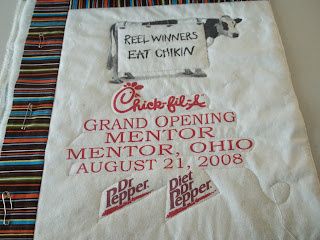 REEL WINNERS
EAT CHIKIN
Chick-fil-A
GRAND OPENING
MENTOR
MENTOR, OHIO
AUGUST 21, 2008
Dr Pepper
Diet Dr Pepper